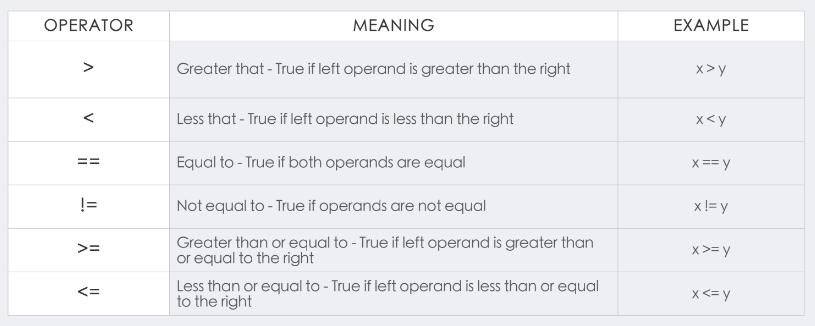 OPERATOR MEANING EXAMPLE
> Greater that - True if left operand is greater than the right x > y
< Less that - True if left operand is less than the right x < y
== Equal to - True if both operands are equal x == y
!= Not equal to - True if operands are not equal x != y
>= Greater than or equal to - True if left operand is greater than
or equal to the right x >= y
<= Less than or equal to - True if left operand is less than or equal
to the right x <= y